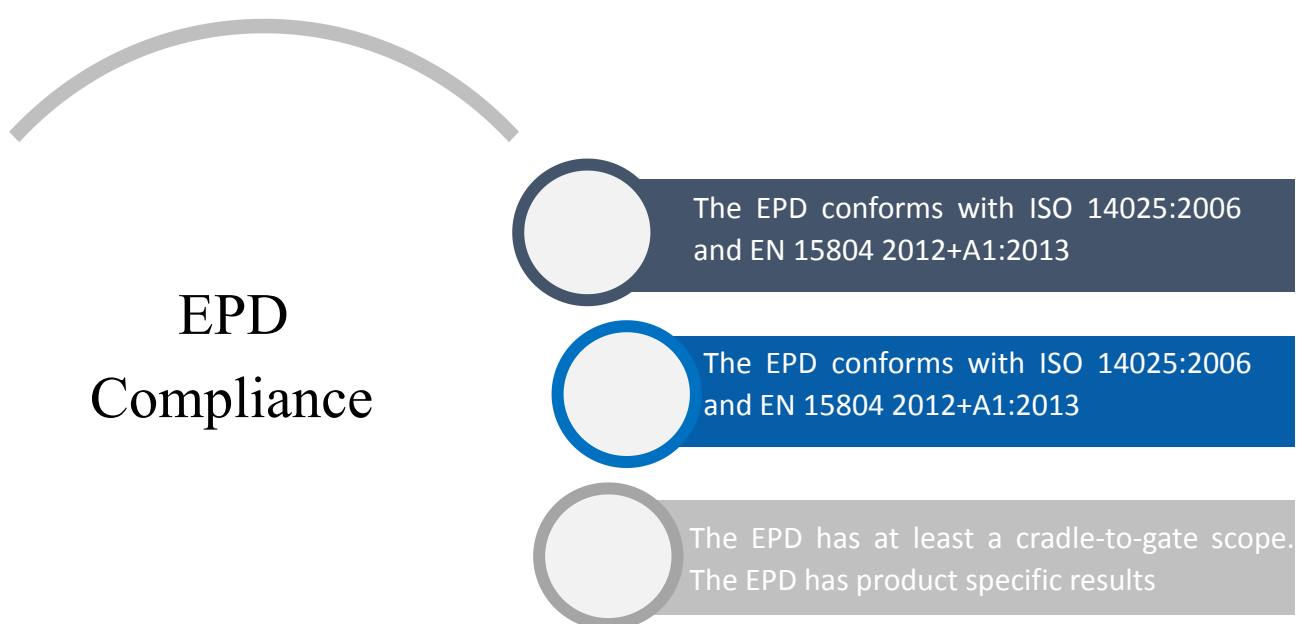 EPD
Compliance
The EPD conforms with ISO 14025:2006
and EN 15804 2012+A1:2013
The EPD conforms with ISO 14025:2006
and EN 15804 2012+A1:2013
The EPD has at least a cradle-to-gate scope.
The EPD has product specific results